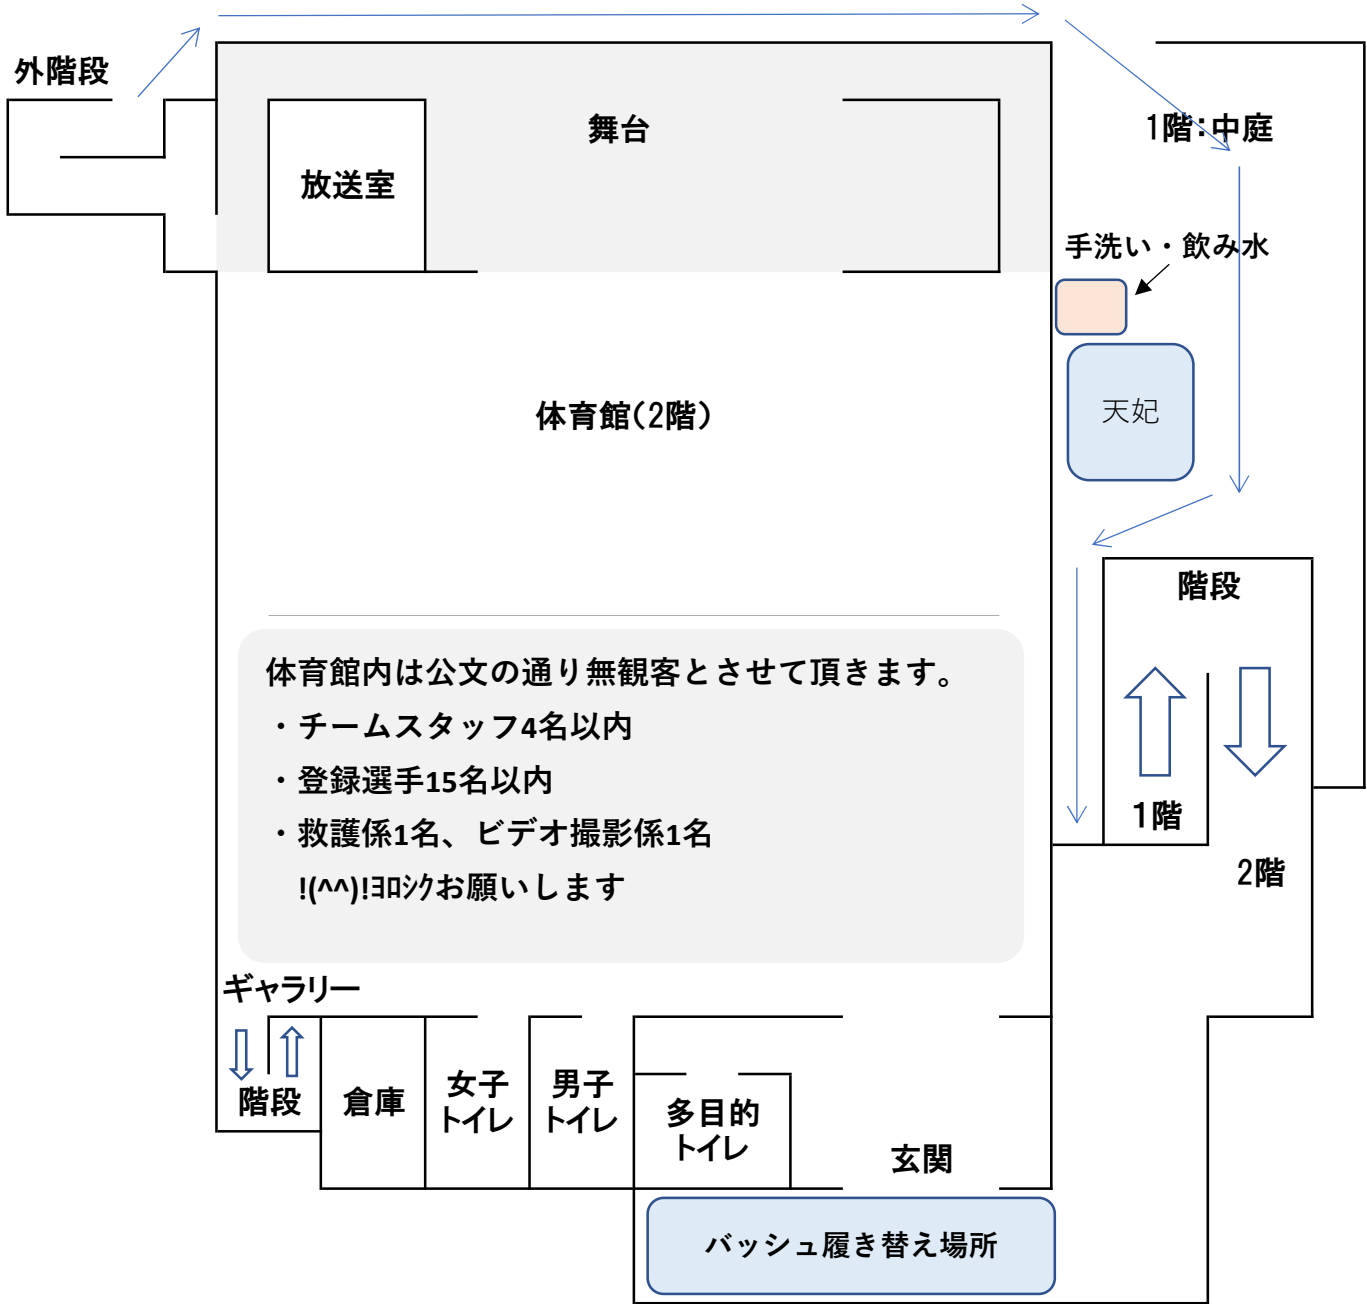 外階段
舞台
1階:中庭
放送室
手洗い・飲み水
体育館(2階)
天妃
階段
体育館内は公文の通り無観客とさせて頂きます。
・チームスタッフ4名以内
・登録選手15名以内
・救護係1名、ビデオ撮影係1名
!(^^)!ﾖﾛｼｸお願いします
1階
2階
ギャラリー
階段
倉庫
女子
トイレ
男子
トイレ
多目的
トイレ
玄関
バッシュ履き替え場所